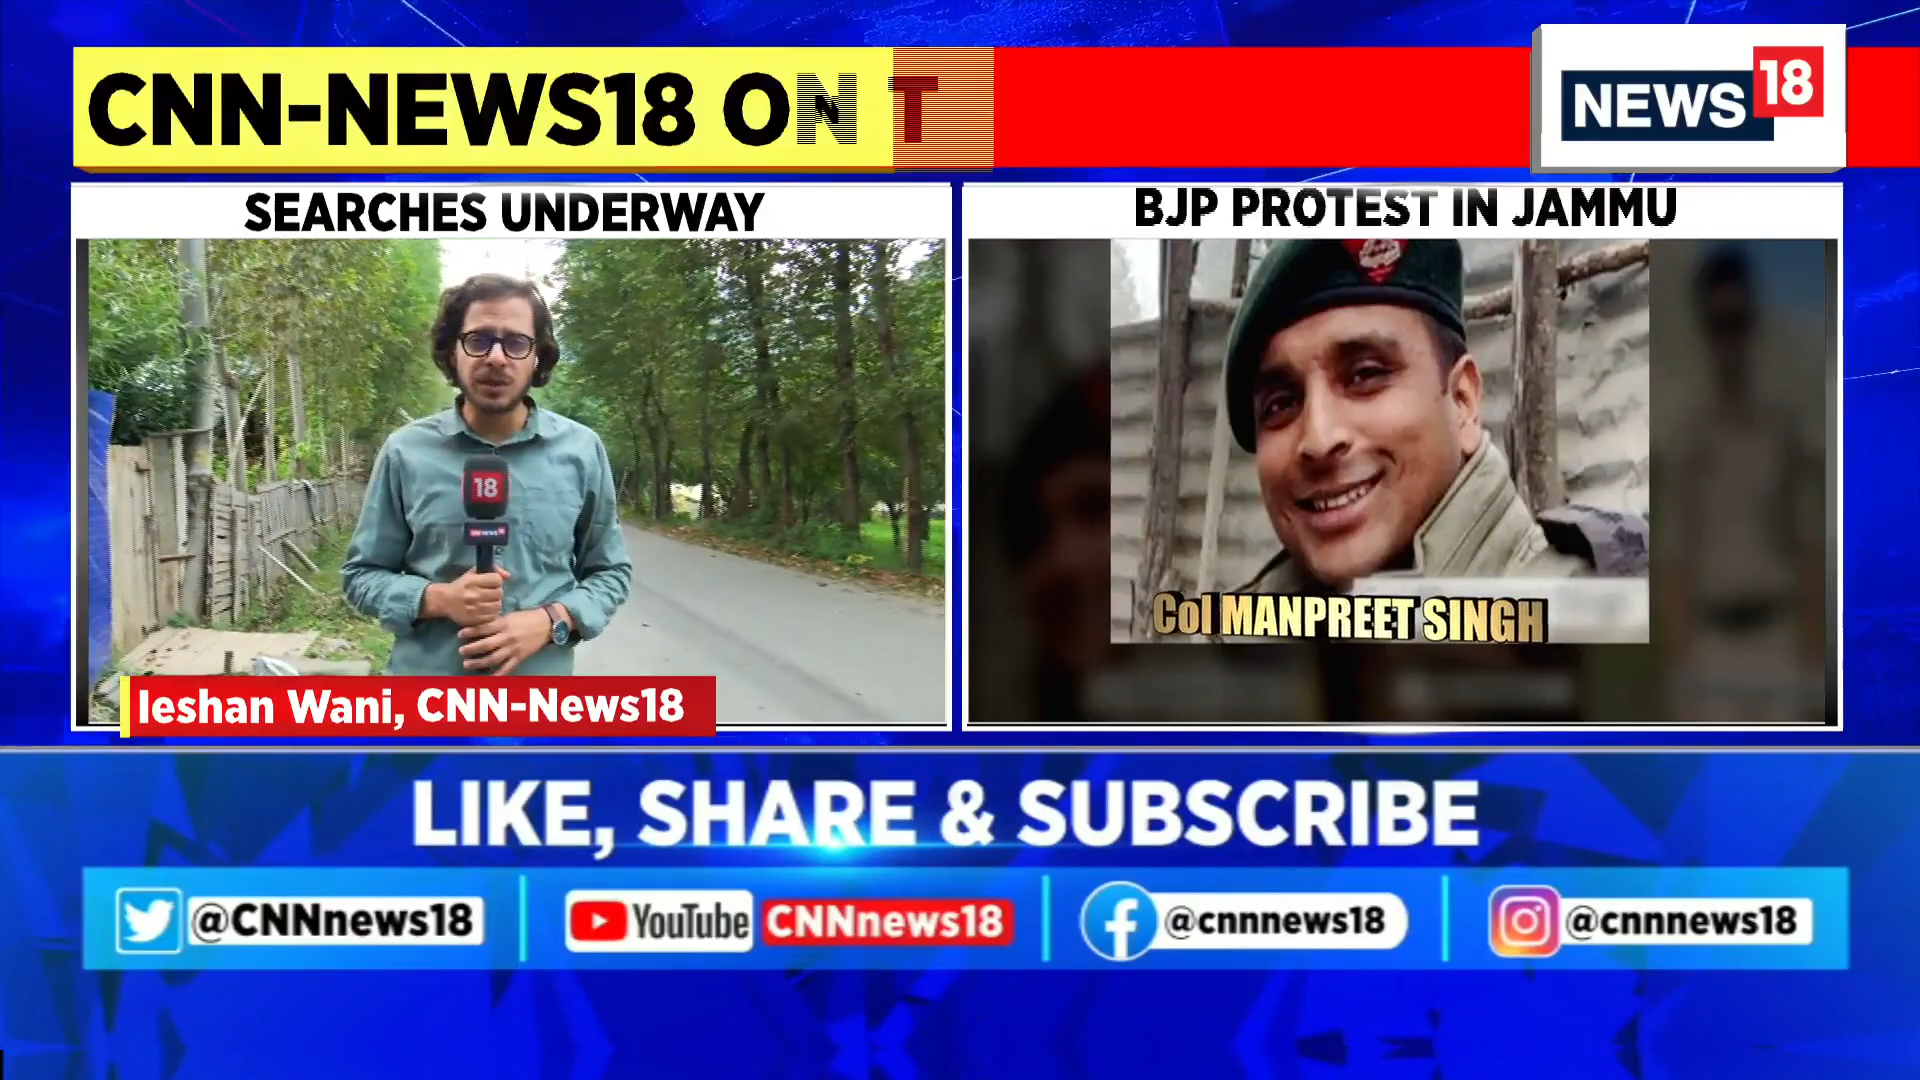 CNN-NEWS18 ON T
NEWS18
SEARCHES UNDERWAY
BJP PROTEST IN JAMMU
18
Col MANPREET SINGH
Ieshan Wani, CNN-News18
LIKE, SHARE & SUBSCRIBE
@CNNnews18
YouTube CNNnews18
@cnnnews18
@cnnnews18